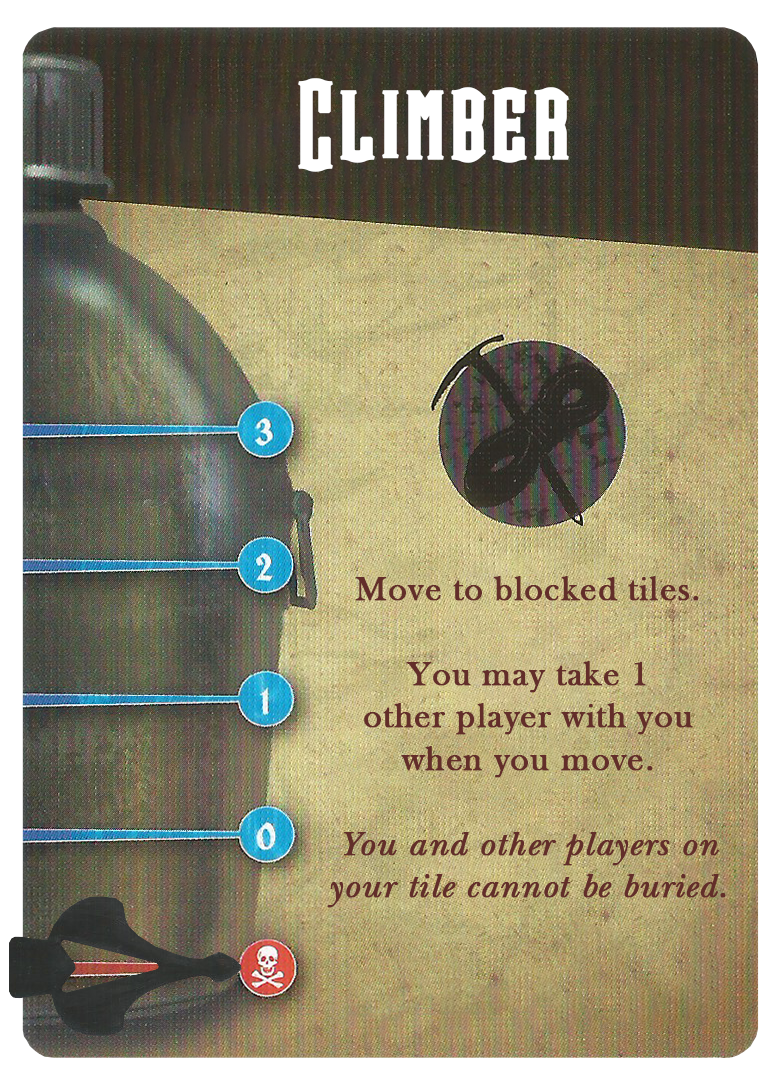 CLIMBER
3
2
Move to blocked tiles.
You may take 1
1
other player with you
when you move.
0
You and other players on
your tile cannot be buried.